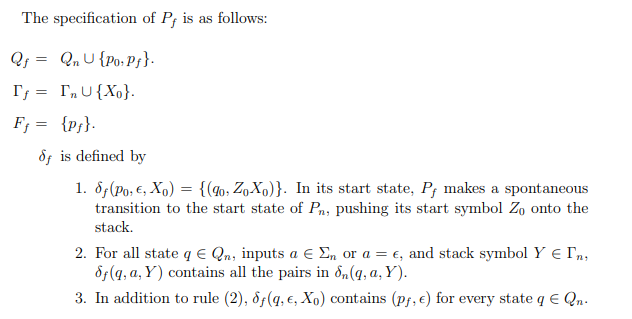 The specification of P_f is as follows:
Q_f = Q_n ∪ {p_0, p_f}.
Γ_f = Γ_n ∪ {X_0}.
F_f = {p_f}.
δ_f is defined by
1. δ_f(p_0, ϵ, X_0) = {(q_0, Z_0X_0)}. In its start state, P_f makes a spontaneous
transition to the start state of P_n, pushing its start symbol Z_0 onto the
stack.
2. For all state q ∈ Q_n, inputs a ∈ Σ_n or a = ϵ, and stack symbol Y ∈ Γ_n,
δ_f(q, a, Y) contains all the pairs in δ_n(q, a, Y).
3. In addition to rule (2), δ_f(q, ϵ, X_0) contains (p_f, ϵ) for every state q ∈ Q_n.